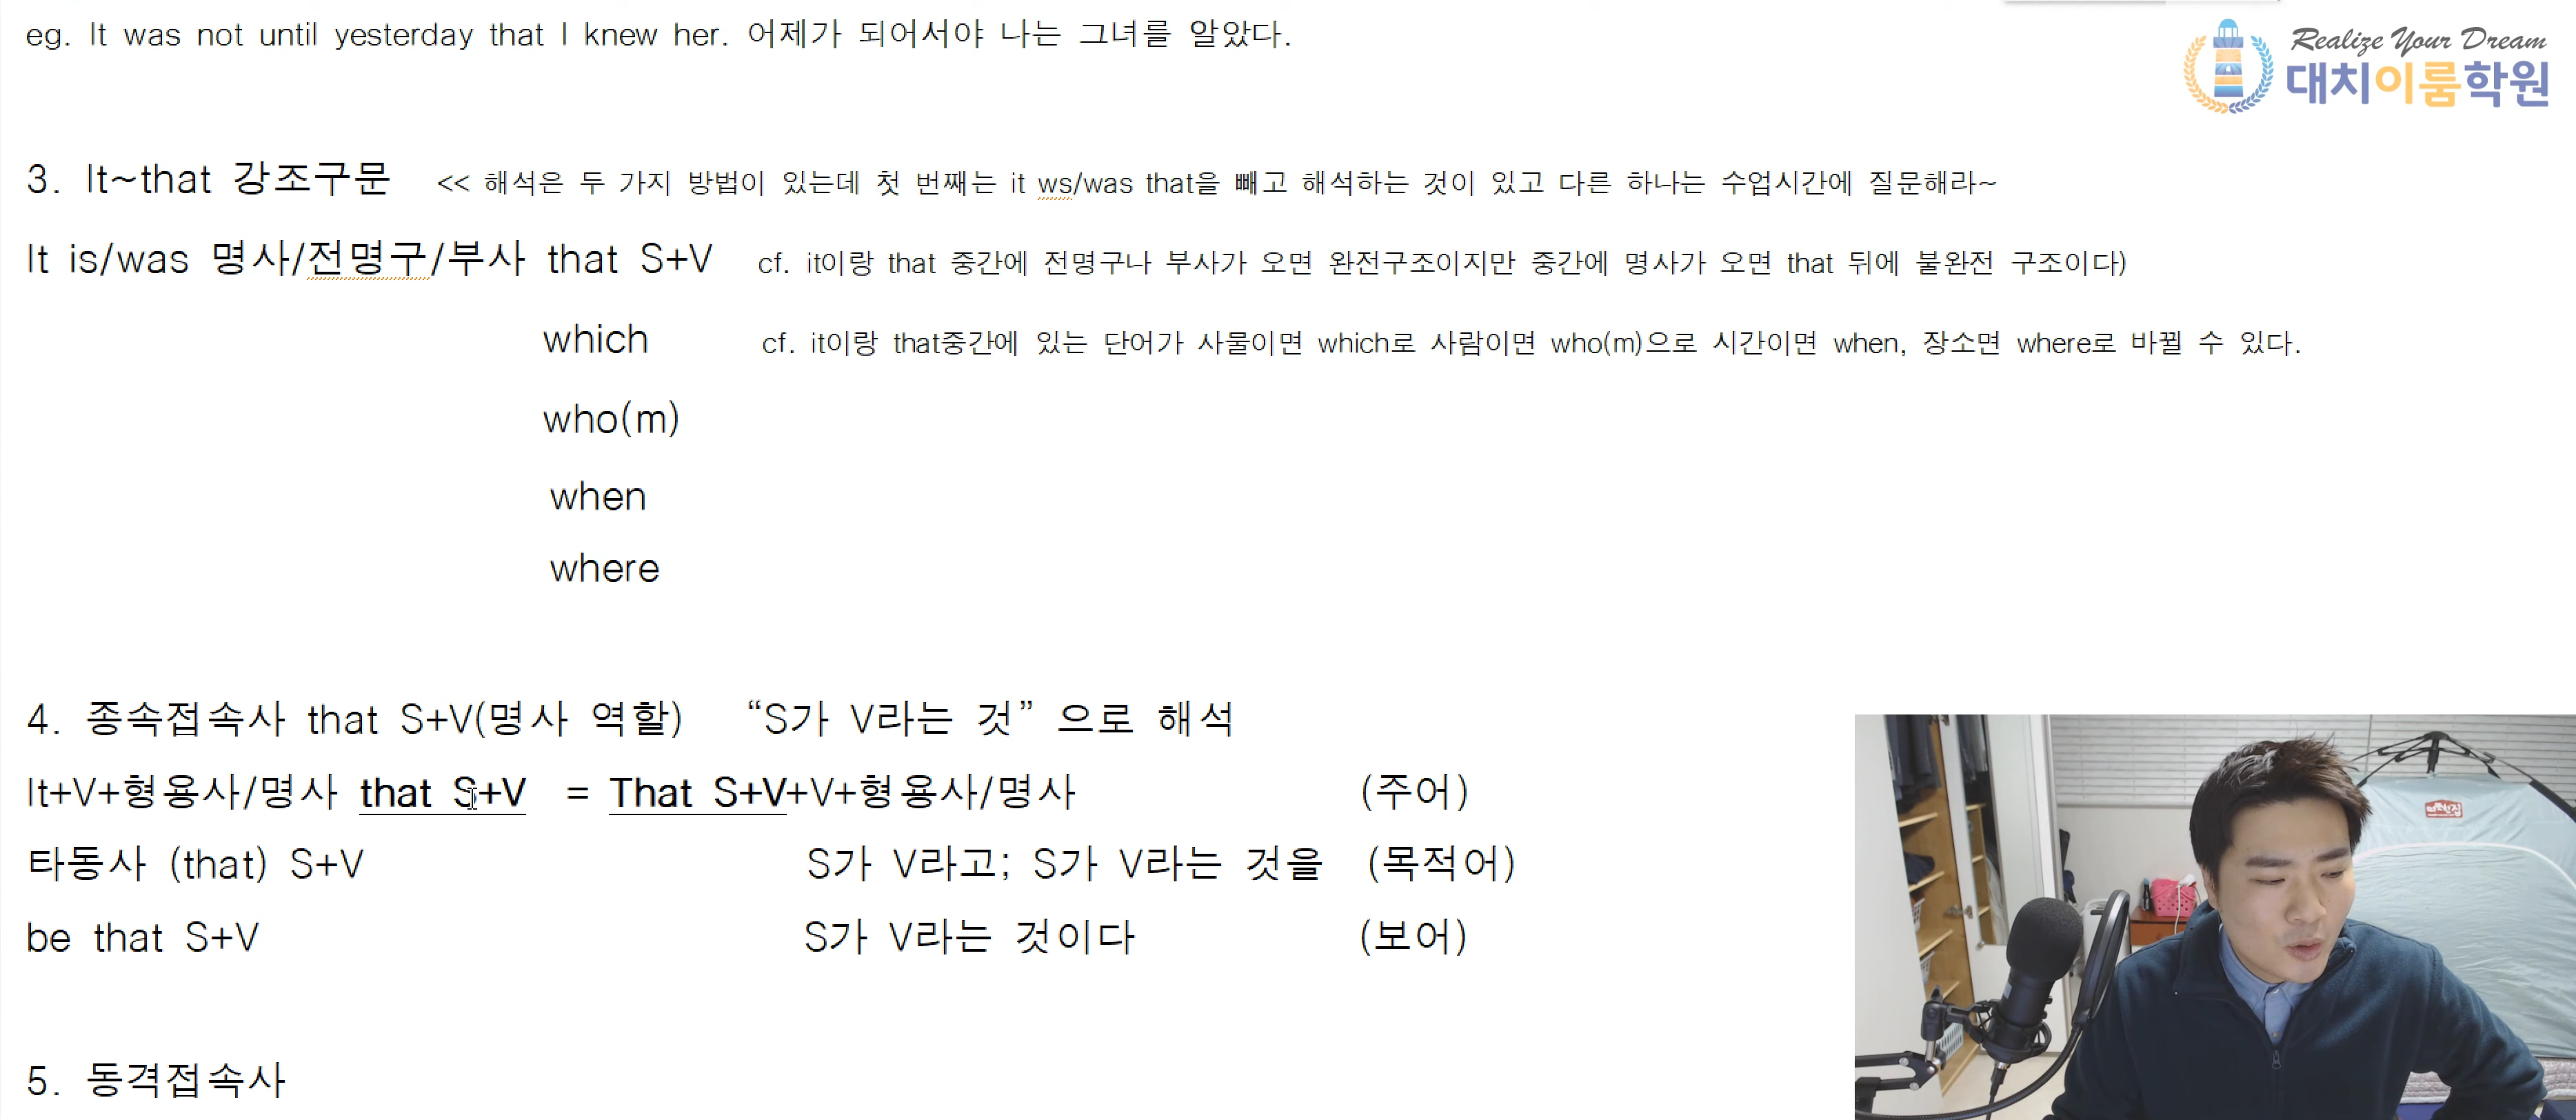 eg. It was not until yesterday that I knew her. 어제가 되어서야 나는 그녀를 알았다.
Realize Your Dream
대치이룸학원
3. It~that 강조구문 << 해석은 두 가지 방법이 있는데 첫 번째는 it ws/was that을 빼고 해석하는 것이 있고 다른 하나는 수업시간에 질문해라~
It is/was 명사/전명구/부사 that S+V cf. it이랑 that 중간에 전명구나 부사가 오면 완전구조이지만 중간에 명사가 오면 that 뒤에 불완전 구조이다)
which cf. it이랑 that중간에 있는 단어가 사물이면 which로 사람이면 who(m)으로 시간이면 when, 장소면 where로 바뀔 수 있다.
who(m)
when
where
4. 종속접속사 that S+V(명사 역할) “S가 V라는 것” 으로 해석
It+V+형용사/명사 that S+V = That S+V+V+형용사/명사 (주어)
타동사 (that) S+V S가 V라고; S가 V라는 것을 (목적어)
be that S+V S가 V라는 것이다 (보어)
5. 동격접속사